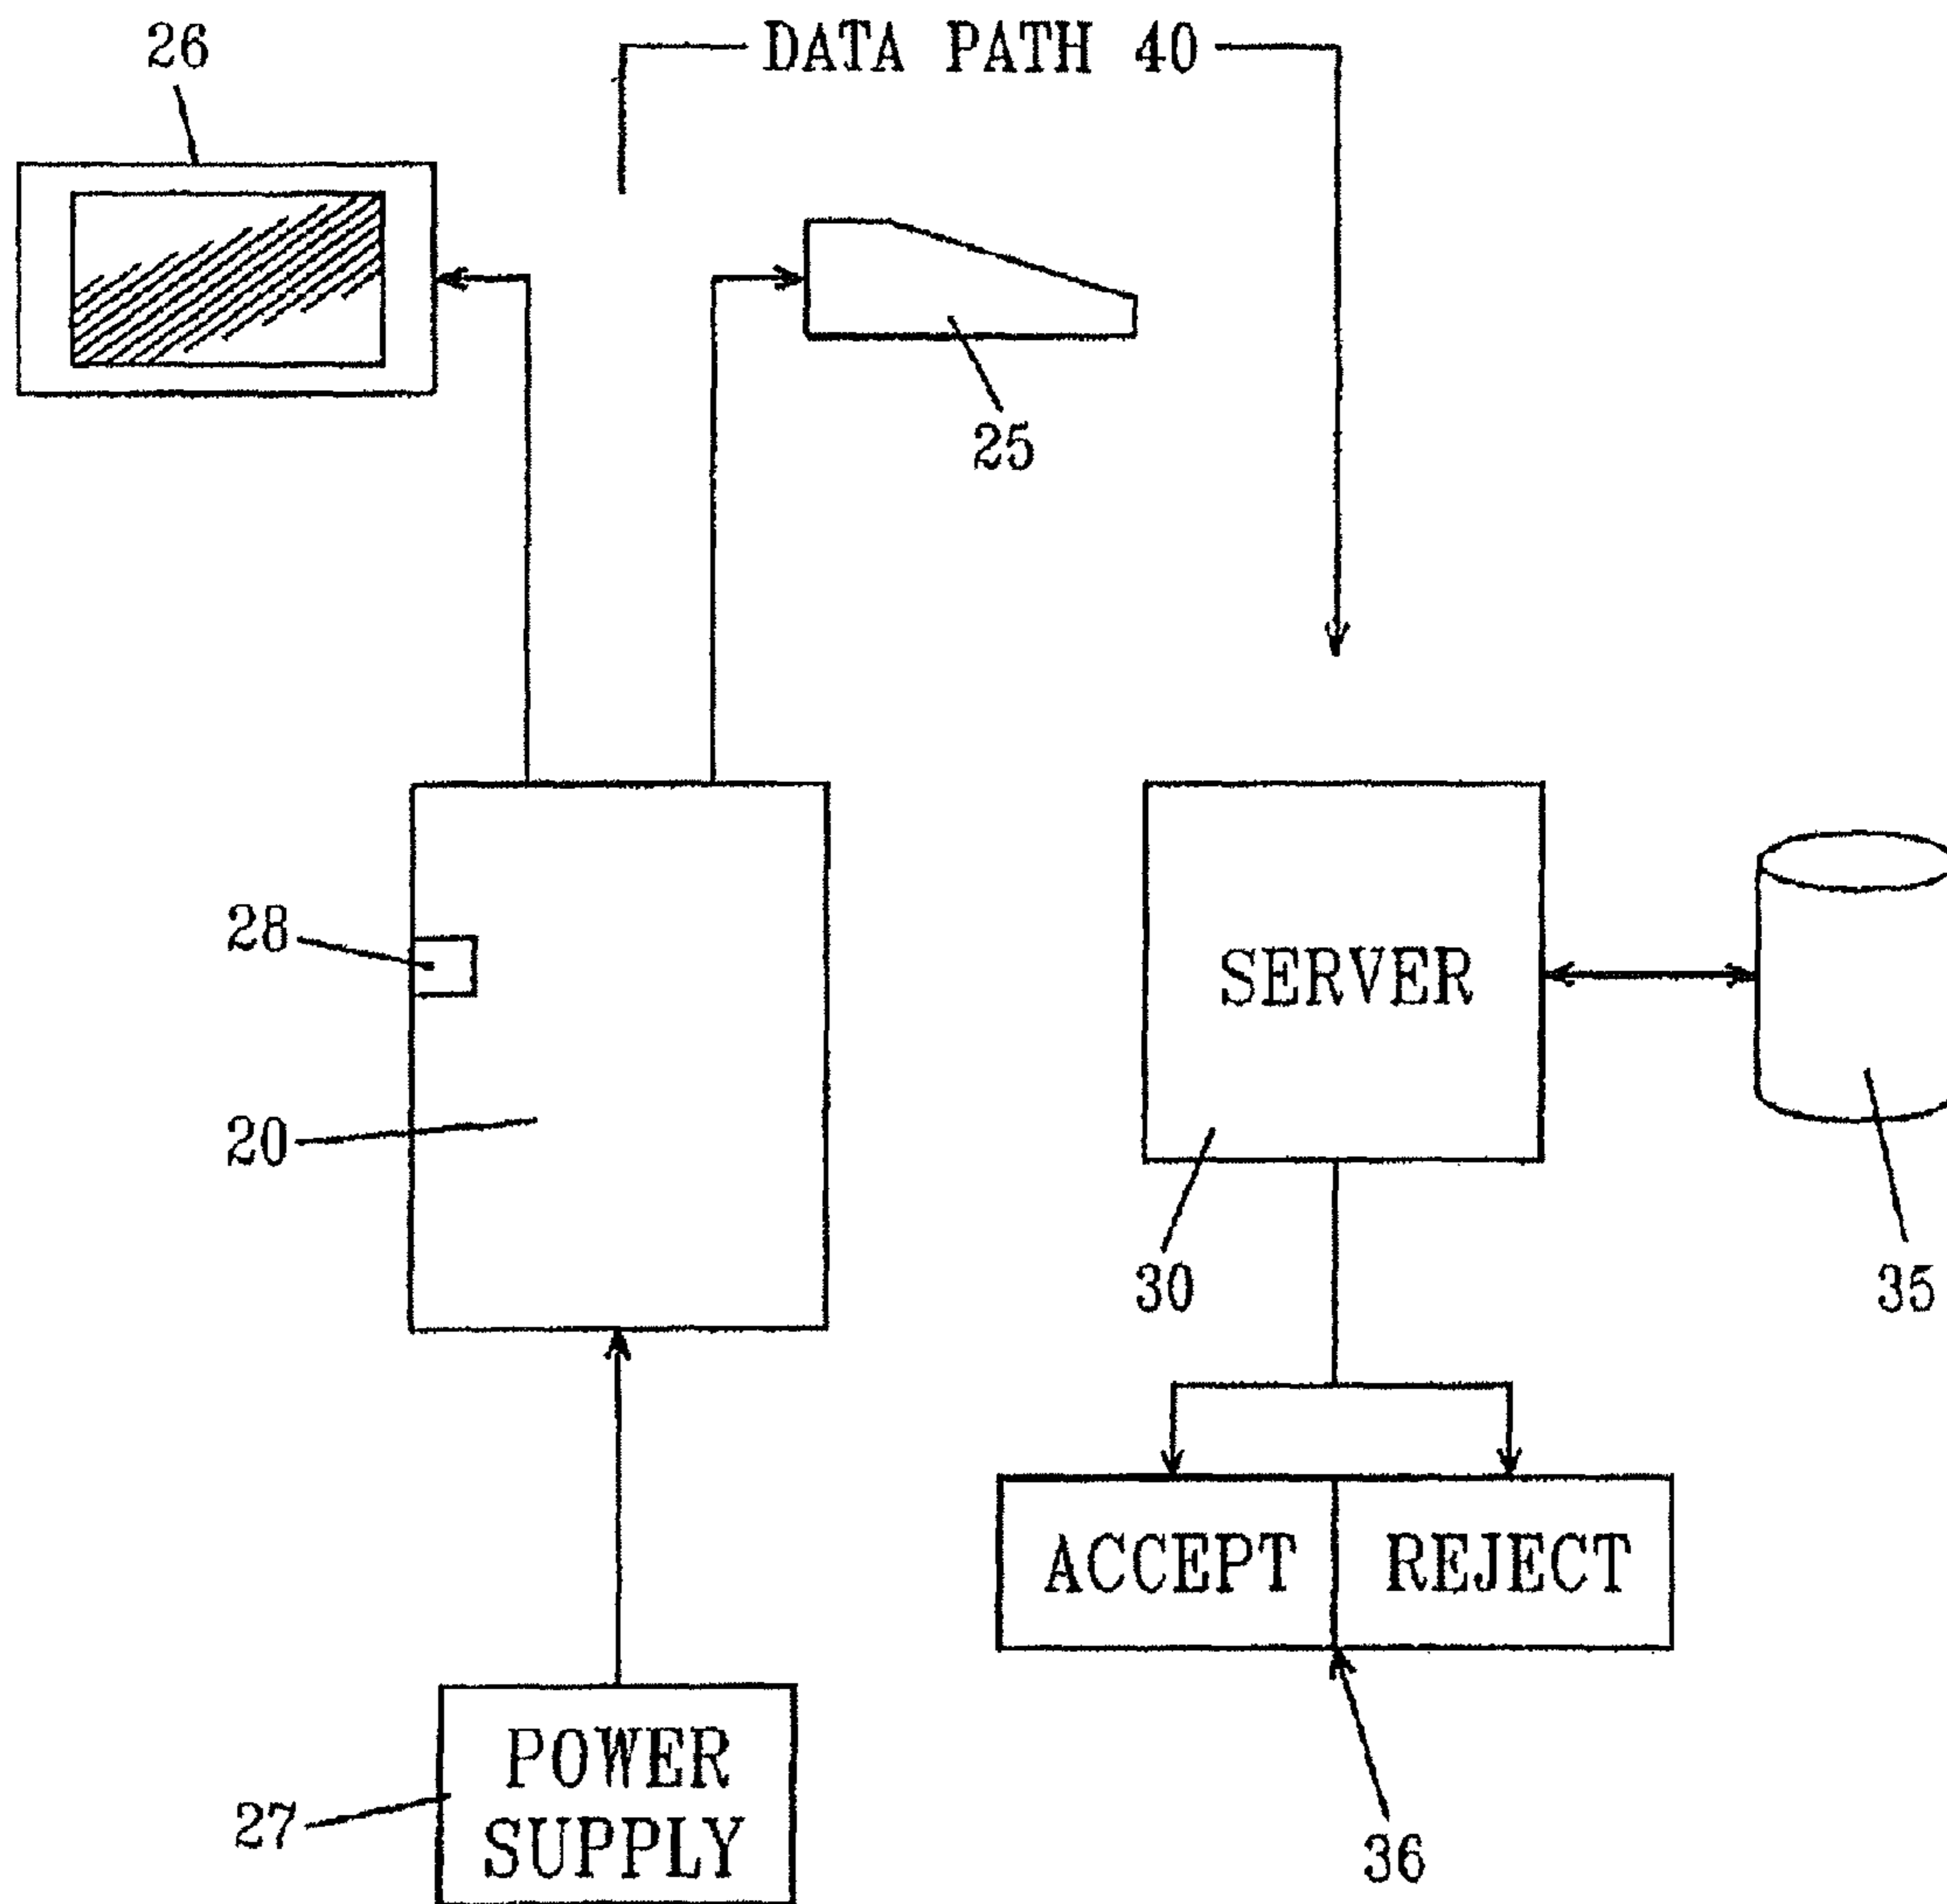 26
DATA PATH 40
25
28
SERVER
20
30
35
ACCEPT
REJECT
POWER
SUPPLY
27
36